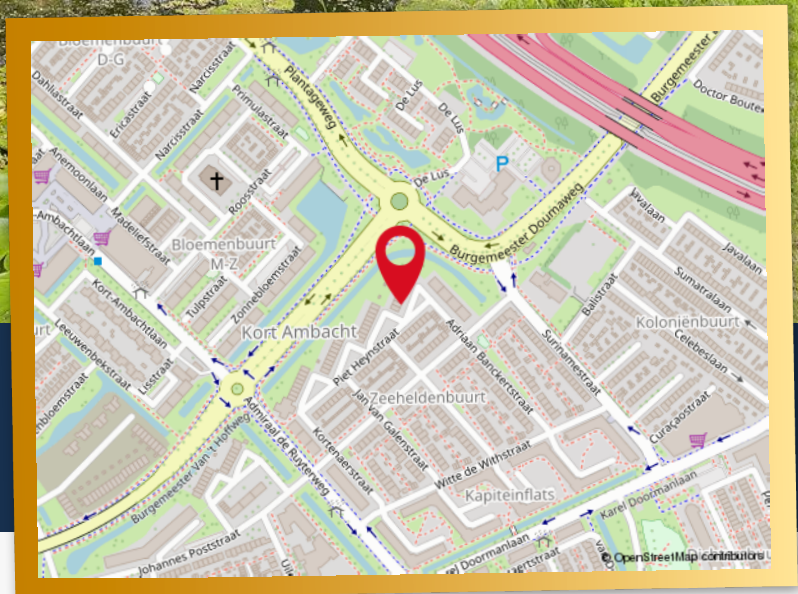 Bloemenbuurt
D-G
Narcisstraat
Plantageweg
De Lus
De Lus
Burgemeester
Doctor Boute
Dahliastraat
Ericastraat
Narcisstraat
Primulastraat
De Lus
P
Anemoonlaan
Madeliefstraat
Roosstraat
Burgemeester Doumaweg
Javalaan
Javalaan
-Ambachtlaan
Bloemenbuurt
M-Z
Zonnebloemstraat
Tulpstraat
Kort-Ambachtlaan
Sumatralaan
Balistraat
Koloniënbuurt
Celebeslaan
Kort Ambacht
Leeuwenbekstraat
Lisstraat
Piet Heynstraat
Adriaan Banckertstraat
Surinamestraat
Zeeheldenbuurt
Jan van Galenstraat
Curaçaostraat
Admiraal de Ruyterweg
Kortenaerstraat
Witte de Withstraat
Burgemeester Van 't Hoffweg
Kapiteinflats
Karel Doormanlaan
Karel Doormanlaan
Johannes Poststraat
© OpenStreetMap contributors